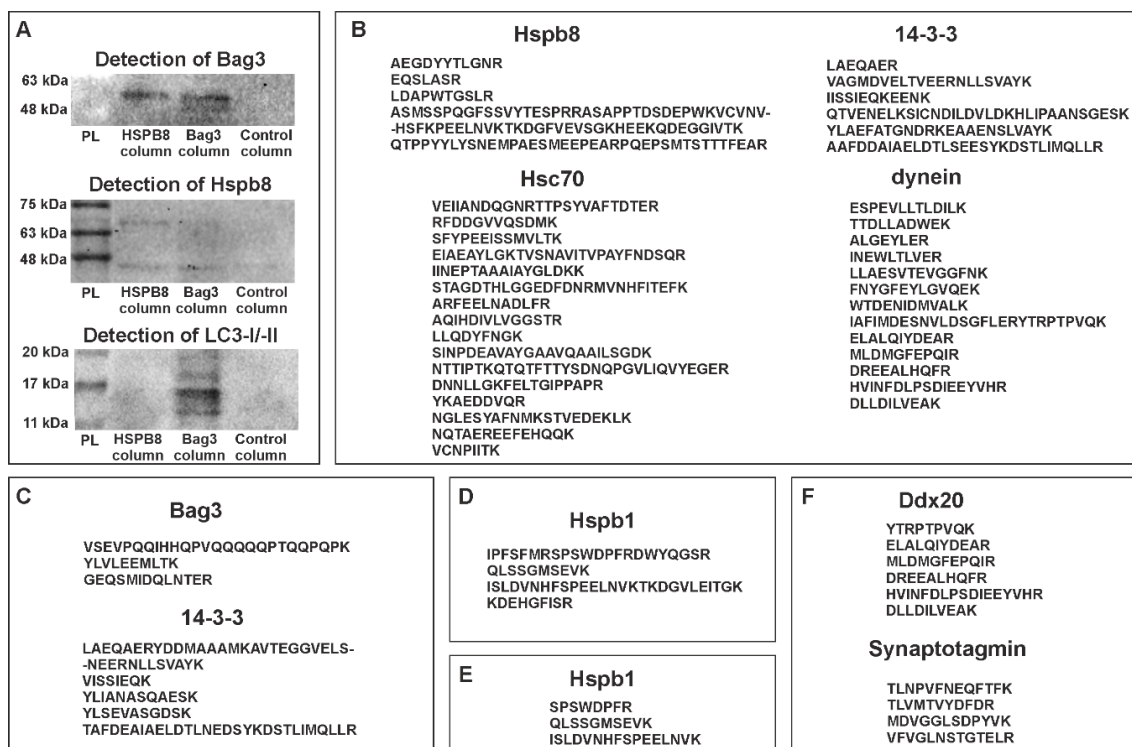 A
Detection of Bag3
63 kDa
48 kDa
PL HSPB8 column Bag3 column Control column
Detection of Hspb8
75 kDa
63 kDa
48 kDa
PL HSPB8 column Bag3 column Control column
Detection of LC3-I/-II
20 kDa
17 kDa
11 kDa
PL HSPB8 column Bag3 column Control column
B
Hspb8
AEGDYYTLGNR
EQSLASR
LDAPWTGSLR
ASMSSPQGFSSVYTESPRRASAPPTDSDEPWKVCVNV-
-HSFKPEELNVKTKDGFVEVSGKHEEKQDEGGIVTK
QTPPYYLYSNEMPAESMEEPEARPQEPSMTSTTTFEAR
14-3-3
LAEQAER
VAGMDVELTVEERNLLSVAYK
IISSIEQKEENK
QTVENELKSICNDILDVLDKHLIPAANSGESK
YLAEFATGNDRKEAAENSLVAYK
AAFDDAIAELDTLSEESYKDSTLIMQLLR
Hsc70
VEIIANDQGNRTTPSYVAFTDTER
RFDDGVVQSDMK
SFYPEEISSMVLTK
EIAEAYLGKTVSNAVITVPAYFNDSQR
IINEPTAAAIAYGLDKK
STAGDTHLGGEDFDNRMVNHFITEFK
ARFEELNADLFR
AQIHDIVLVGGSTR
LLQDYFNGK
SINPDEAVAYGAAVQAAILSGDK
NTTIPTKQTQTFTTYSDNQPGVLIQVYEGER
DNNLLGKFELTGIPPAPR
YKAEDDVQR
NGLESYAFNMKSTVEDEKLK
NQTAEREEFEHQQK
VCNPIITK
dynein
ESPEVLLTLDILK
TTDLLADWEK
ALGEYLER
INEWLTLVER
LLAESVTEVGGFNK
FNYGFEYLGVQEK
WTDENIDMVALK
IAFIMDESNVLDSGFLERYTRPTPVQK
ELALQIYDEAR
MLDMGFEPQIR
DREEALHQFR
HVINFDLPSDIEEYVHR
DLLDILVEAK
C
Bag3
VSEVPQQIHHQPVQQQQQPTQQPQPK
YLVLEEMLTK
GEQSMIDQLNTER
14-3-3
LAEQAERYDDMAAAMKAVTEGGVELS-
-NEERNLLSVAYK
VISSIEQK
YLIANASQAESK
YLSEVASGDSK
TAFDEAIAELDTLNEDSYKDSTLIMQLLR
D
Hspb1
IPFSFMRSPSWDPFRDWYQGSR
QLSSGMSEVK
ISLDVNHFSPEELNVKTKDGVLEITGK
KDEHGFISR
E
Hspb1
SPSWDPFR
QLSSGMSEVK
ISLDVNHFSPEELNVK
F
Ddx20
YTRPTPVQK
ELALQIYDEAR
MLDMGFEPQIR
DREEALHQFR
HVINFDLPSDIEEYVHR
DLLDILVEAK
Synaptotagmin
TLNPVFNEQFTFK
TLVMTVYDFDR
MDVGGLSDPYVK
VFVGLNSTGTELR